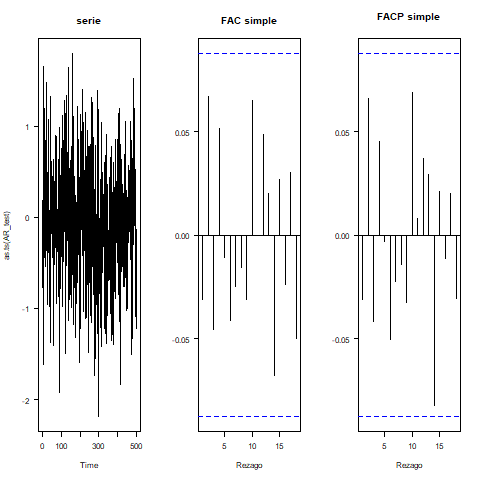 serie
FAC simple
FACP simple
as.ts(AR_test)
1
0
-1
-2
0 100 300 500
Time
0.05
0.00
-0.05
5 10 15
Rezago
0.05
0.00
-0.05
5 10 15
Rezago